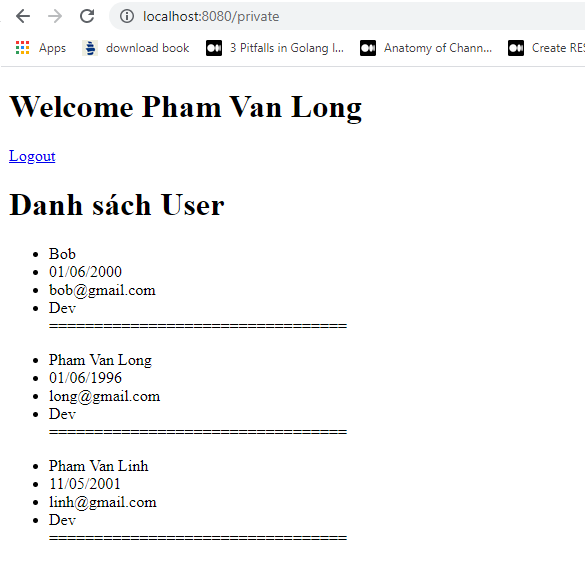 localhost:8080/private
Apps download book 3 Pitfalls in Golang I... Anatomy of Chann... Create RES
Welcome Pham Van Long
Logout
Danh sách User
Bob
01/06/2000
bob@gmail.com
Dev
=================================
Pham Van Long
01/06/1996
long@gmail.com
Dev
=================================
Pham Van Linh
11/05/2001
linh@gmail.com
Dev
=================================